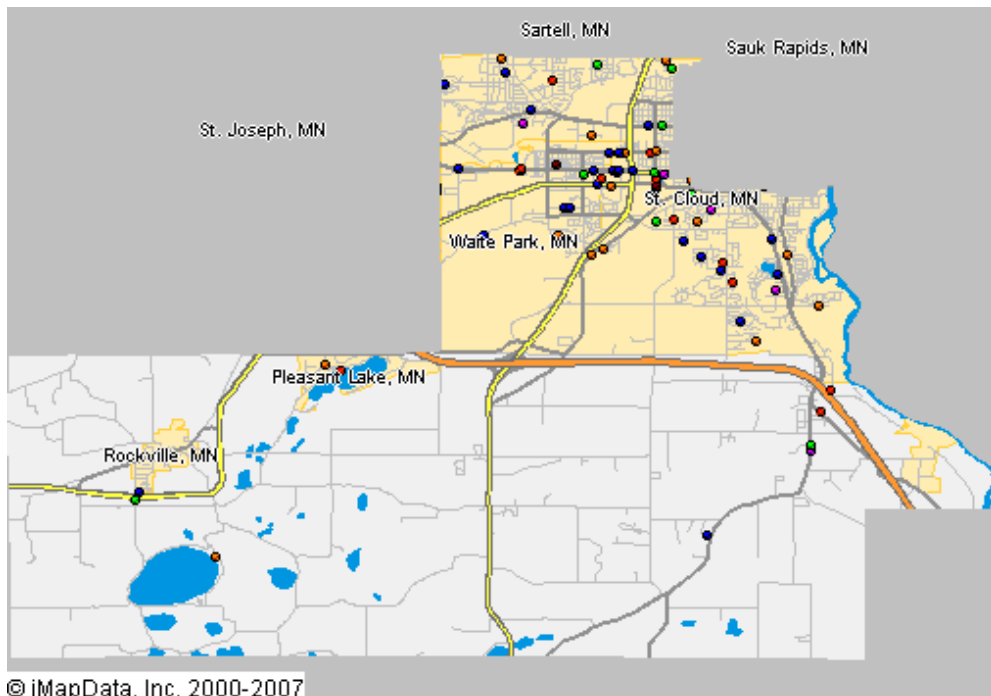 Sartell, MN
Sauk Rapids, MN
St. Joseph, MN
St. Cloud, MN
Waite Park, MN
Pleasant Lake, MN
Rockville, MN
© iMapData, Inc. 2000-2007